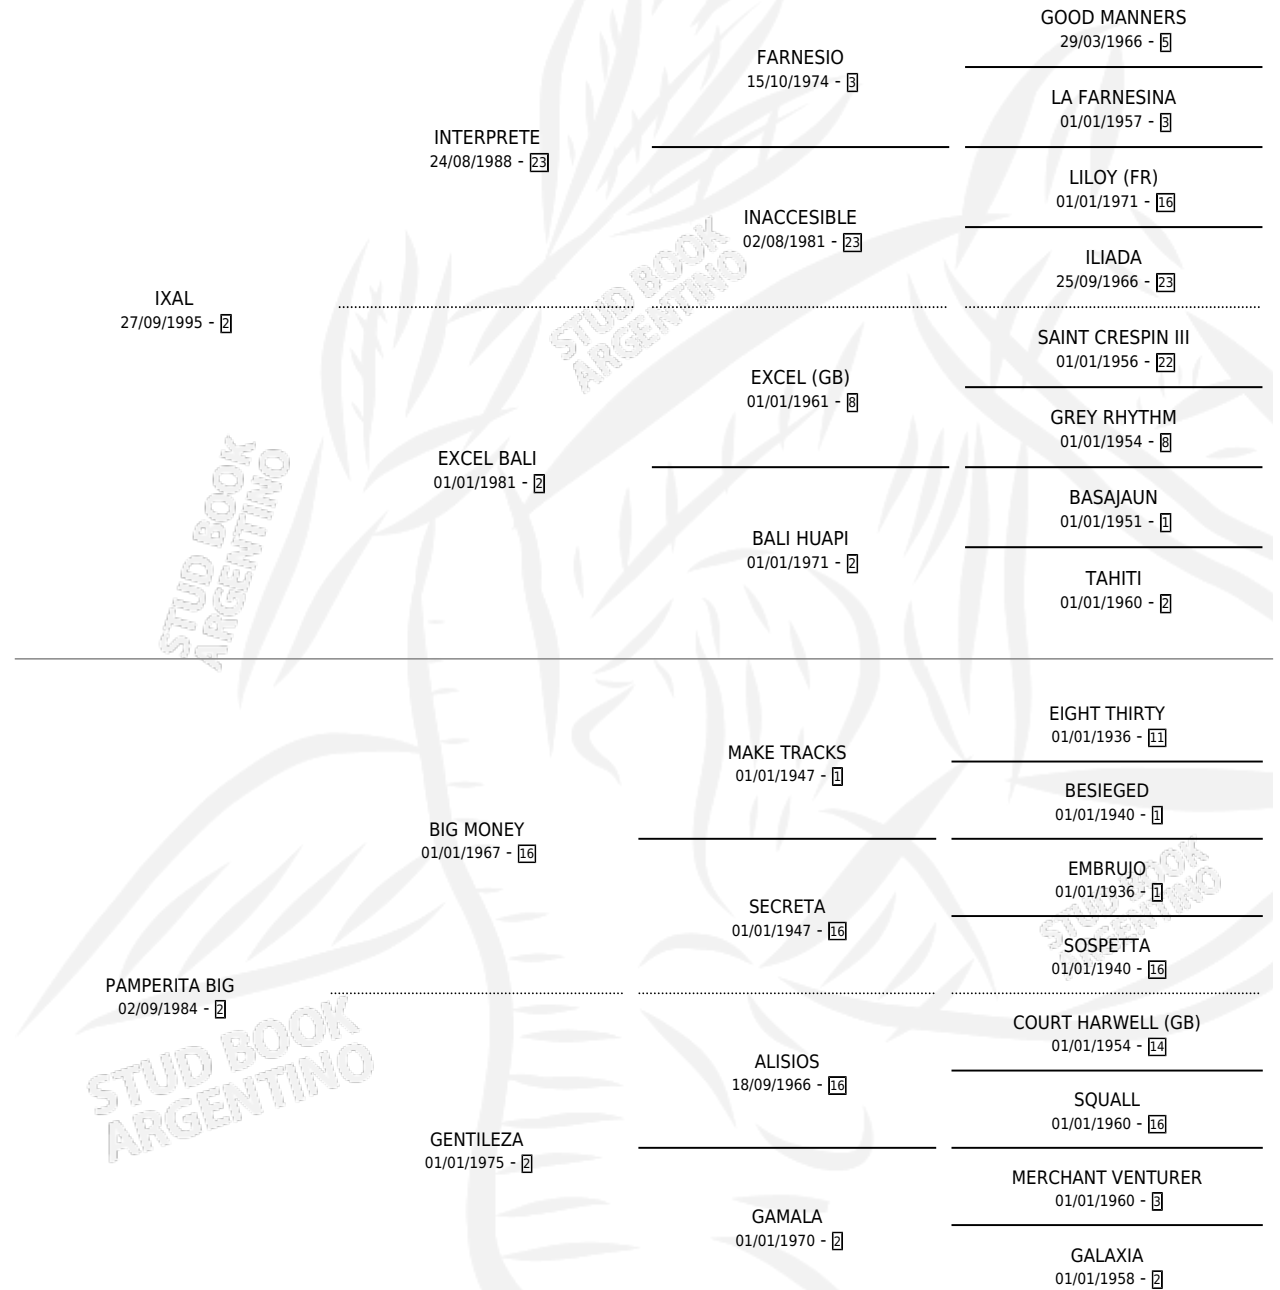 GOOD MANNERS
29/03/1966 - 5
FARNESIO
15/10/1974 - 3
LA FARNESINA
01/01/1957 - 3
INTERPRETE
24/08/1988 - 23
LILOY (FR)
01/01/1971 - 16
INACCESIBLE
02/08/1981 - 23
ILIADA
25/09/1966 - 23
IXAL
27/09/1995 - 2
SAINT CRESPIN III
01/01/1956 - 22
EXCEL (GB)
01/01/1961 - 8
GREY RHYTHM
01/01/1954 - 8
EXCEL BALI
01/01/1981 - 2
BASAJAUN
01/01/1951 - 1
BALI HUAPI
01/01/1971 - 2
TAHITI
01/01/1960 - 2
EIGHT THIRTY
01/01/1936 - 11
MAKE TRACKS
01/01/1947 - 1
BESIEGED
01/01/1940 - 1
BIG MONEY
01/01/1967 - 16
EMBRUJO
01/01/1936 - 1
SECRETA
01/01/1947 - 16
SOSPETTA
01/01/1940 - 16
PAMPERITA BIG
02/09/1984 - 2
COURT HARWELL (GB)
01/01/1954 - 14
ALISIOS
18/09/1966 - 16
SQUALL
01/01/1960 - 16
GENTILEZA
01/01/1975 - 2
MERCHANT VENTURER
01/01/1960 - 3
GAMALA
01/01/1970 - 2
GALAXIA
01/01/1958 - 2
STUD BOOK
ARGENTINO
STUD BOOK
ARGENTINO
STUD BOOK
ARGENTINO
STUD BOOK
ARGENTINO